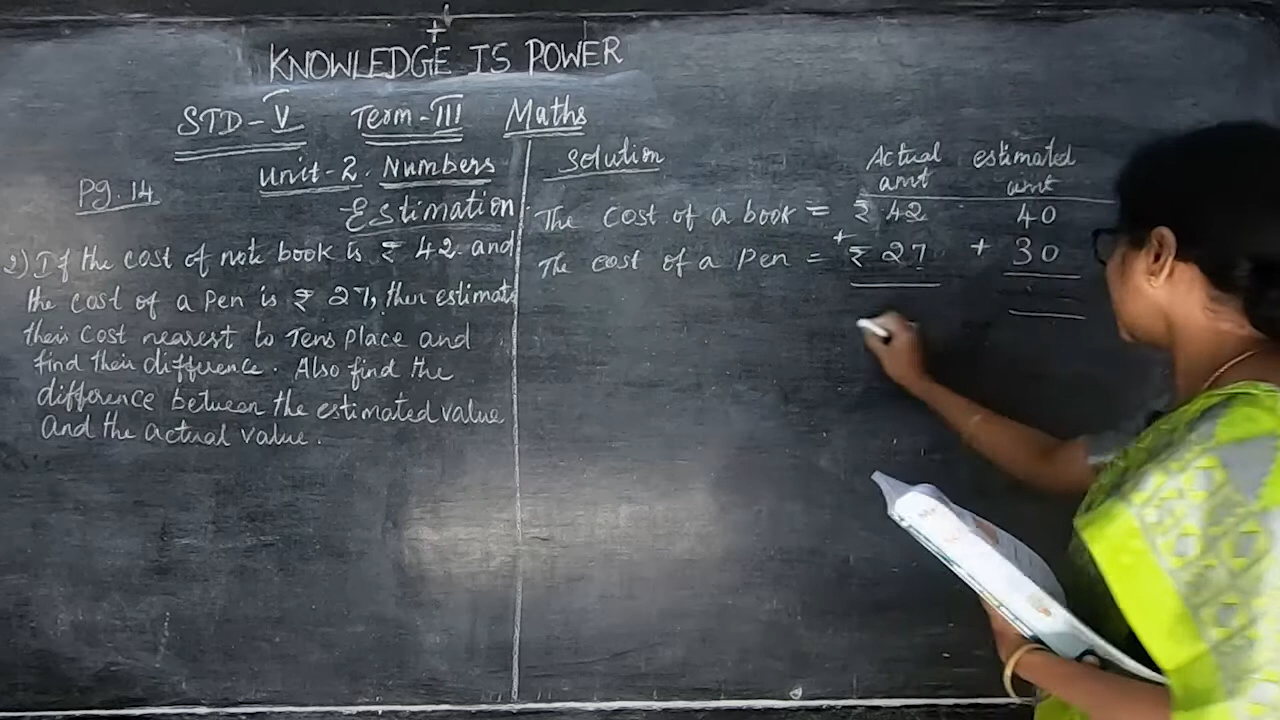 KNOWLEDGE IS POWER
STD-V Term-III Maths
Unit-2. Numbers
Pg. 14
Estimation
2) If the cost of note book is ₹ 42 and
the cost of a pen is ₹ 27, then estimate
their cost nearest to Tens place and
find their difference. Also find the
difference between the estimated value
and the actual value.
Solution
Actual estimated
amt amt
The cost of a book = ₹ 42 40
The cost of a pen = + ₹ 27 + 30